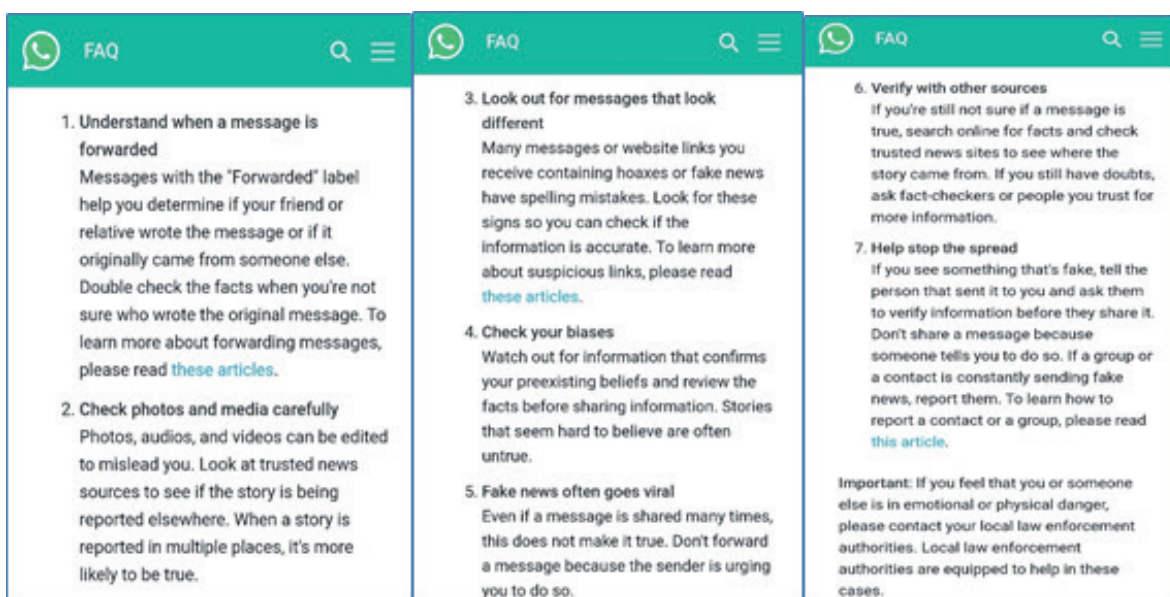 FAQ
1. Understand when a message is
forwarded
Messages with the "Forwarded" label
help you determine if your friend or
relative wrote the message or if it
originally came from someone else.
Double check the facts when you're not
sure who wrote the original message. To
learn more about forwarding messages,
please read these articles.
2. Check photos and media carefully
Photos, audios, and videos can be edited
to mislead you. Look at trusted news
sources to see if the story is being
reported elsewhere. When a story is
reported in multiple places, it's more
likely to be true.
FAQ
3. Look out for messages that look
different
Many messages or website links you
receive containing hoaxes or fake news
have spelling mistakes. Look for these
signs so you can check if the
information is accurate. To learn more
about suspicious links, please read
these articles.
4. Check your biases
Watch out for information that confirms
your preexisting beliefs and review the
facts before sharing information. Stories
that seem hard to believe are often
untrue.
5. Fake news often goes viral
Even if a message is shared many times,
this does not make it true. Don't forward
a message because the sender is urging
you to do so.
FAQ
6. Verify with other sources
If you're still not sure if a message is
true, search online for facts and check
trusted news sites to see where the
story came from. If you still have doubts,
ask fact-checkers or people you trust for
more information.
7. Help stop the spread
If you see something that's fake, tell the
person that sent it to you and ask them
to verify information before they share it.
Don't share a message because
someone tells you to do so. If a group or
a contact is constantly sending fake
news, report them. To learn how to
report a contact or a group, please read
this article.
Important: If you feel that you or someone
else is in emotional or physical danger,
please contact your local law enforcement
authorities. Local law enforcement
authorities are equipped to help in these
cases.